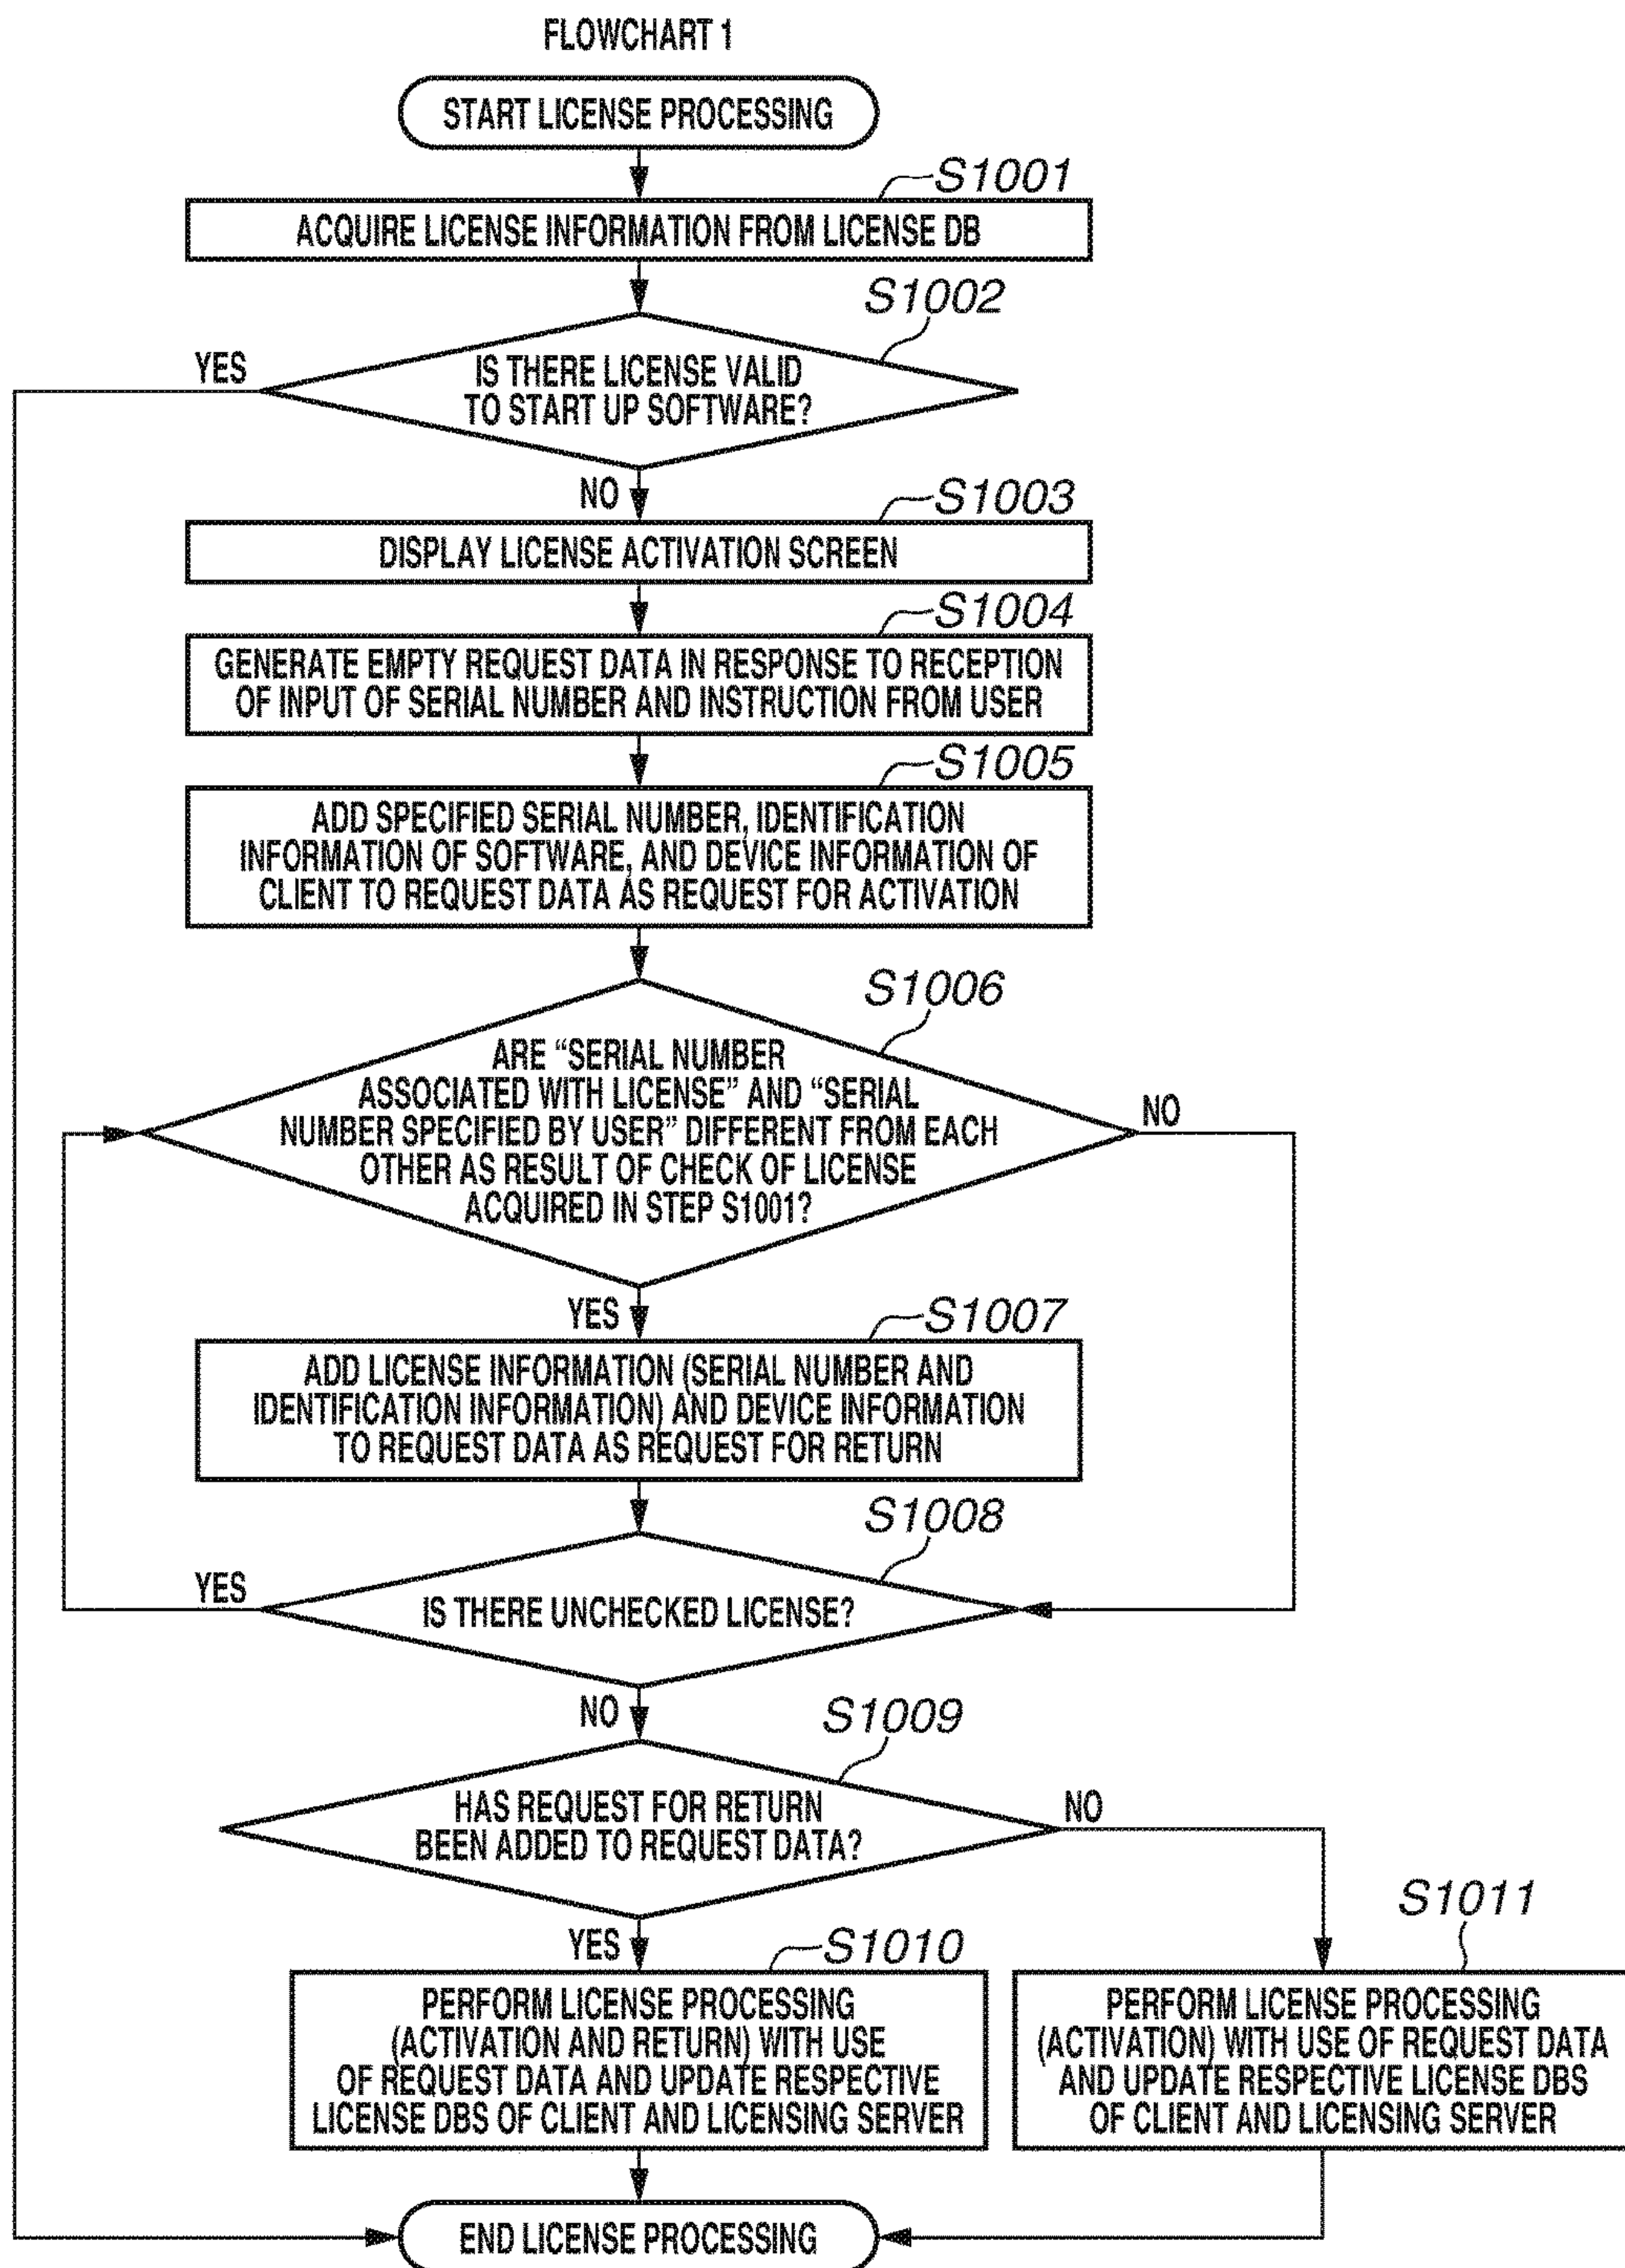 FLOWCHART 1
START LICENSE PROCESSING
S1001
ACQUIRE LICENSE INFORMATION FROM LICENSE DB
S1002
YES
IS THERE LICENSE VALID
TO START UP SOFTWARE?
NO
S1003
DISPLAY LICENSE ACTIVATION SCREEN
S1004
GENERATE EMPTY REQUEST DATA IN RESPONSE TO RECEPTION
OF INPUT OF SERIAL NUMBER AND INSTRUCTION FROM USER
S1005
ADD SPECIFIED SERIAL NUMBER, IDENTIFICATION
INFORMATION OF SOFTWARE, AND DEVICE INFORMATION OF
CLIENT TO REQUEST DATA AS REQUEST FOR ACTIVATION
S1006
ARE “SERIAL NUMBER
ASSOCIATED WITH LICENSE” AND “SERIAL
NUMBER SPECIFIED BY USER” DIFFERENT FROM EACH
OTHER AS RESULT OF CHECK OF LICENSE
ACQUIRED IN STEP S1001?
NO
YES
S1007
ADD LICENSE INFORMATION (SERIAL NUMBER AND
IDENTIFICATION INFORMATION) AND DEVICE INFORMATION
TO REQUEST DATA AS REQUEST FOR RETURN
S1008
YES
IS THERE UNCHECKED LICENSE?
NO
S1009
HAS REQUEST FOR RETURN
BEEN ADDED TO REQUEST DATA?
NO
YES
S1010
PERFORM LICENSE PROCESSING
(ACTIVATION AND RETURN) WITH USE
OF REQUEST DATA AND UPDATE RESPECTIVE
LICENSE DBS OF CLIENT AND LICENSING SERVER
S1011
PERFORM LICENSE PROCESSING
(ACTIVATION) WITH USE OF REQUEST DATA
AND UPDATE RESPECTIVE LICENSE DBS
OF CLIENT AND LICENSING SERVER
END LICENSE PROCESSING